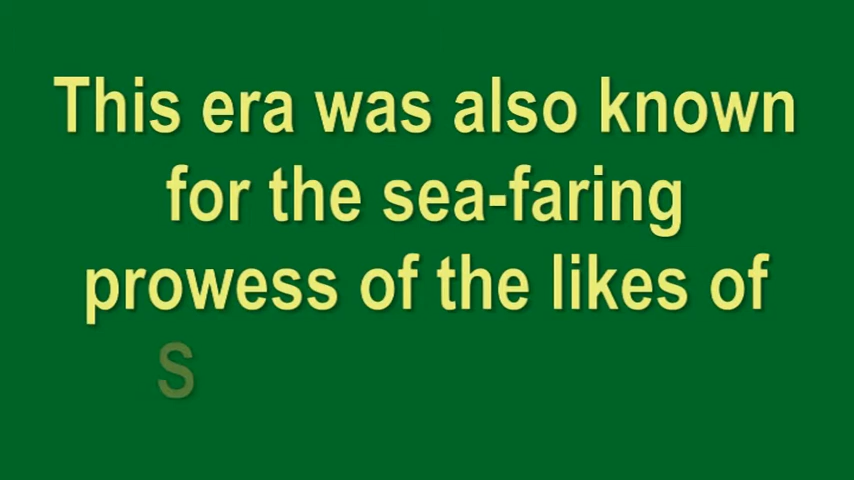 This era was also known
for the sea-faring
prowess of the likes of
S